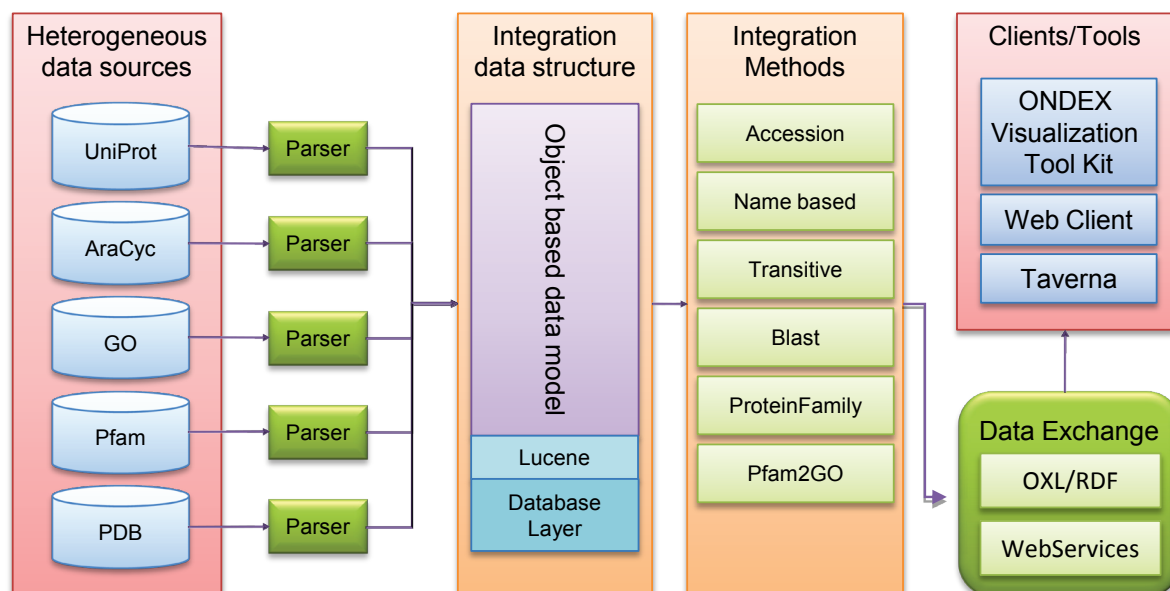 Heterogeneous
data sources
UniProt
AraCyc
GO
Pfam
PDB
Parser
Parser
Parser
Parser
Parser
Integration
data structure
Object based data model
Lucene
Database
Layer
Integration
Methods
Accession
Name based
Transitive
Blast
ProteinFamily
Pfam2GO
Clients/Tools
ONDEX
Visualization
Tool Kit
Web Client
Taverna
Data Exchange
OXL/RDF
WebServices